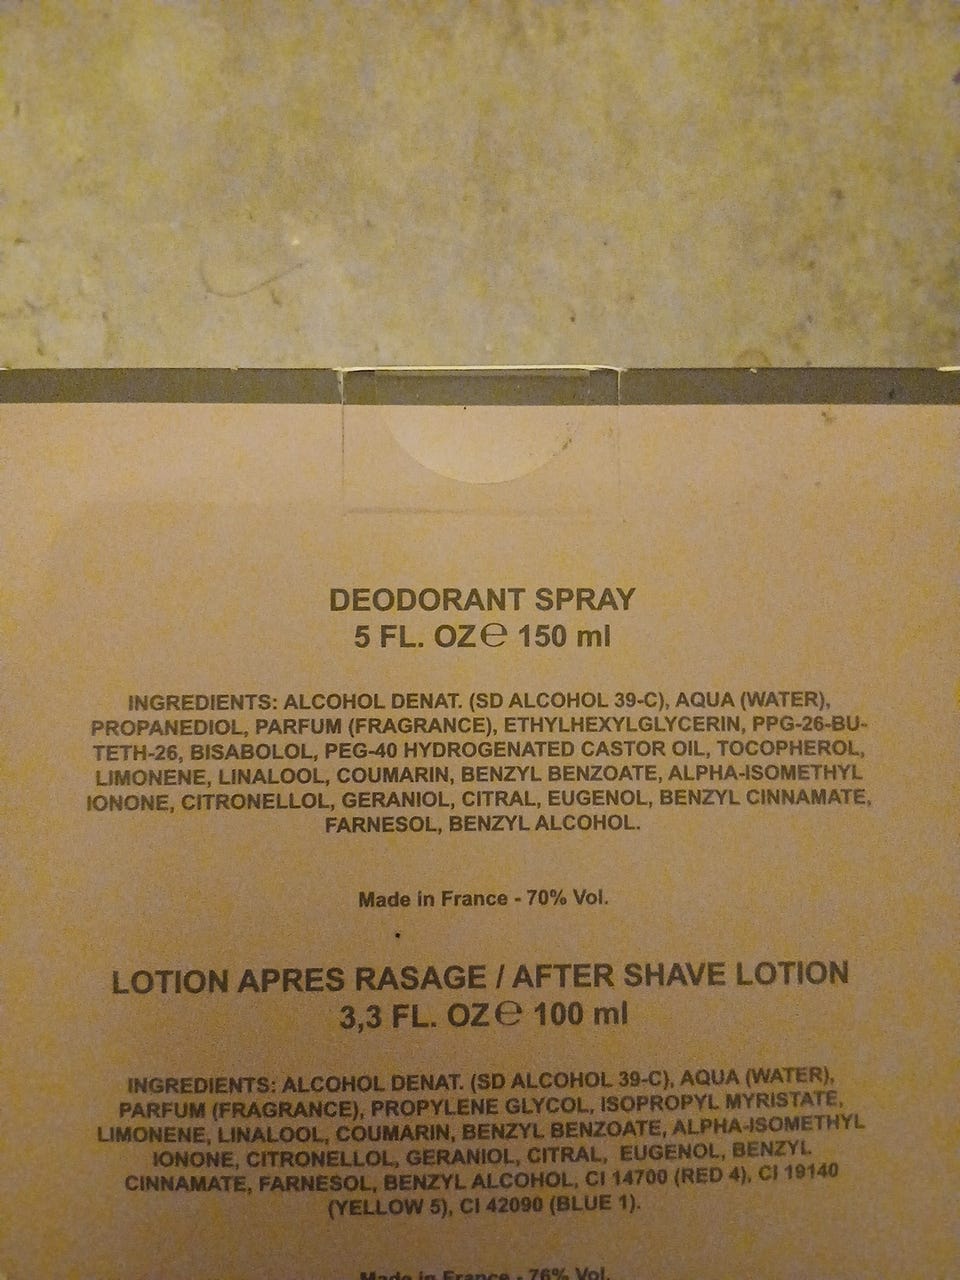 DEODORANT SPRAY
5 FL. OZ℮ 150 ml
INGREDIENTS: ALCOHOL DENAT. (SD ALCOHOL 39-C), AQUA (WATER),
PROPANEDIOL, PARFUM (FRAGRANCE), ETHYLHEXYLGLYCERIN, PPG-26-BU-
TETH-26, BISABOLOL, PEG-40 HYDROGENATED CASTOR OIL, TOCOPHEROL,
LIMONENE, LINALOOL, COUMARIN, BENZYL BENZOATE, ALPHA-ISOMETHYL
IONONE, CITRONELLOL, GERANIOL, CITRAL, EUGENOL, BENZYL CINNAMATE,
FARNESOL, BENZYL ALCOHOL.
Made in France - 70% Vol.
LOTION APRES RASAGE / AFTER SHAVE LOTION
3,3 FL. OZ℮ 100 ml
INGREDIENTS: ALCOHOL DENAT. (SD ALCOHOL 39-C), AQUA (WATER),
PARFUM (FRAGRANCE), PROPYLENE GLYCOL, ISOPROPYL MYRISTATE,
LIMONENE, LINALOOL, COUMARIN, BENZYL BENZOATE, ALPHA-ISOMETHYL
IONONE, CITRONELLOL, GERANIOL, CITRAL, EUGENOL, BENZYL
CINNAMATE, FARNESOL, BENZYL ALCOHOL, CI 14700 (RED 4), CI 19140
(YELLOW 5), CI 42090 (BLUE 1).
Made in France - 76% Vol.